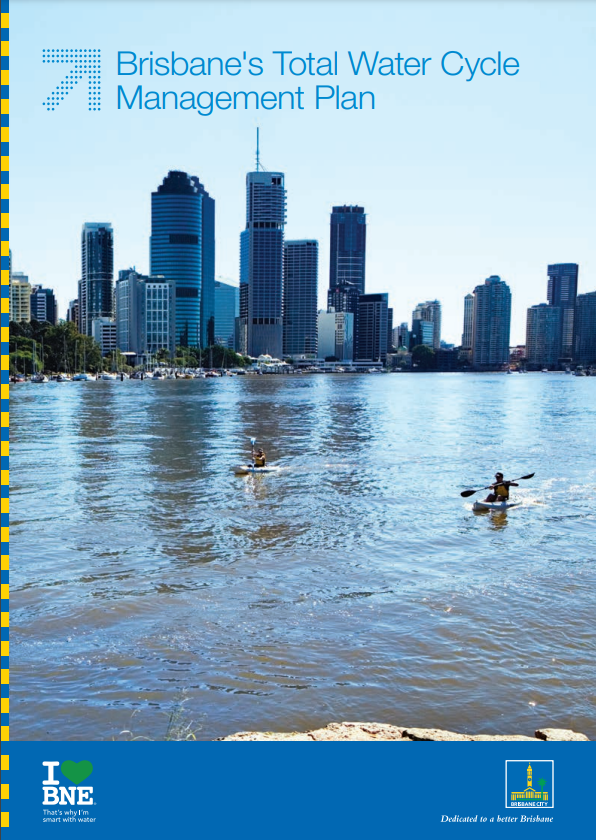 Brisbane's Total Water Cycle
Management Plan
I
BNE
That's why I'm
smart with water
BRISBANE CITY
Dedicated to a better Brisbane